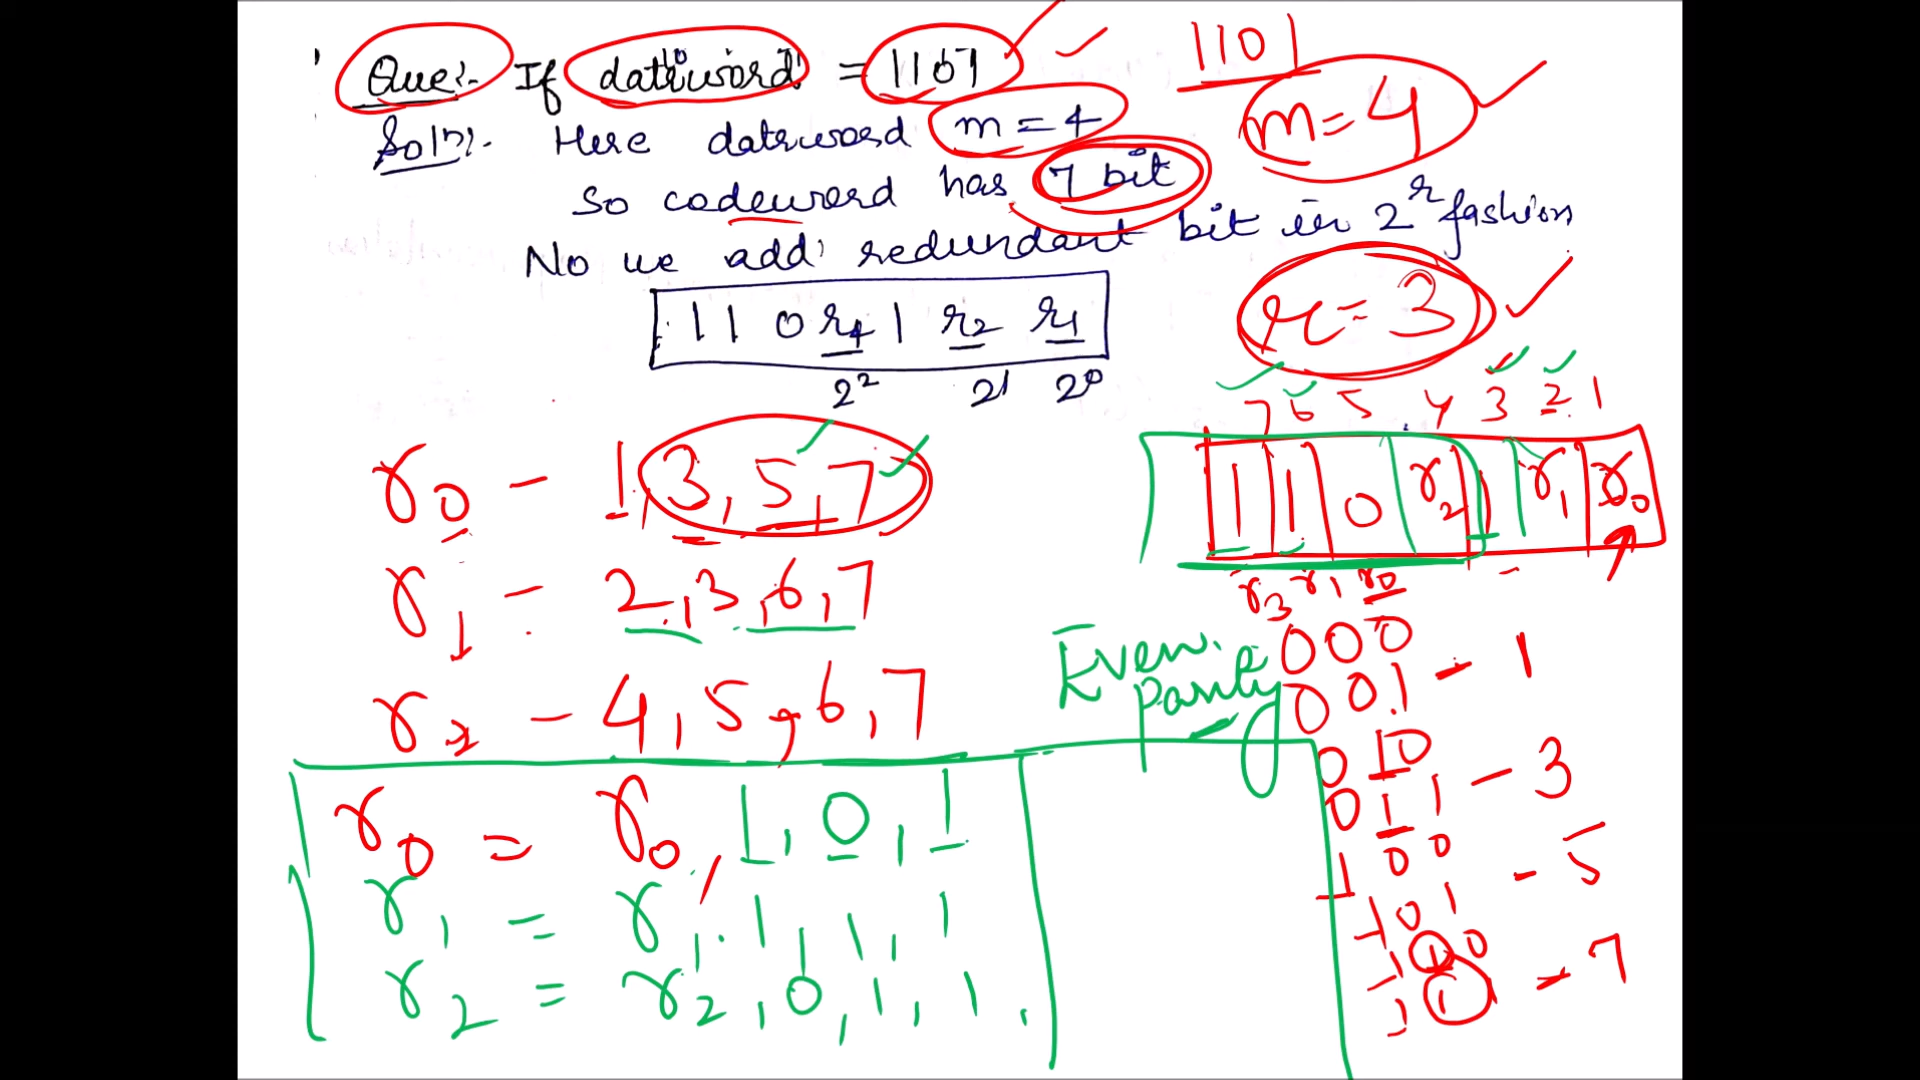 Que:- If dataword = 1101 1101
Soln:- Here dataword m = 4 m = 4
So codeword has 7 bit
No we add redundant bit in 2^r fashion
1 1 0 r4 1 r2 r1
2^2 2^1 2^0
r = 3
7 6 5 4 3 2 1
1 1 0 r2 1 r1 r0
r0 - 1, 3, 5, 7
r1 - 2, 3, 6, 7
r2 - 4, 5, 6, 7
r3 r1 r0
0 0 0
0 0 1 - 1
0 1 0
0 1 1 - 3
1 0 0
1 0 1 - 5
1 1 0
1 1 1 - 7
Even parity
r0 = r0, 1, 0, 1
r1 = r1, 1, 1, 1
r2 = r2, 0, 1, 1